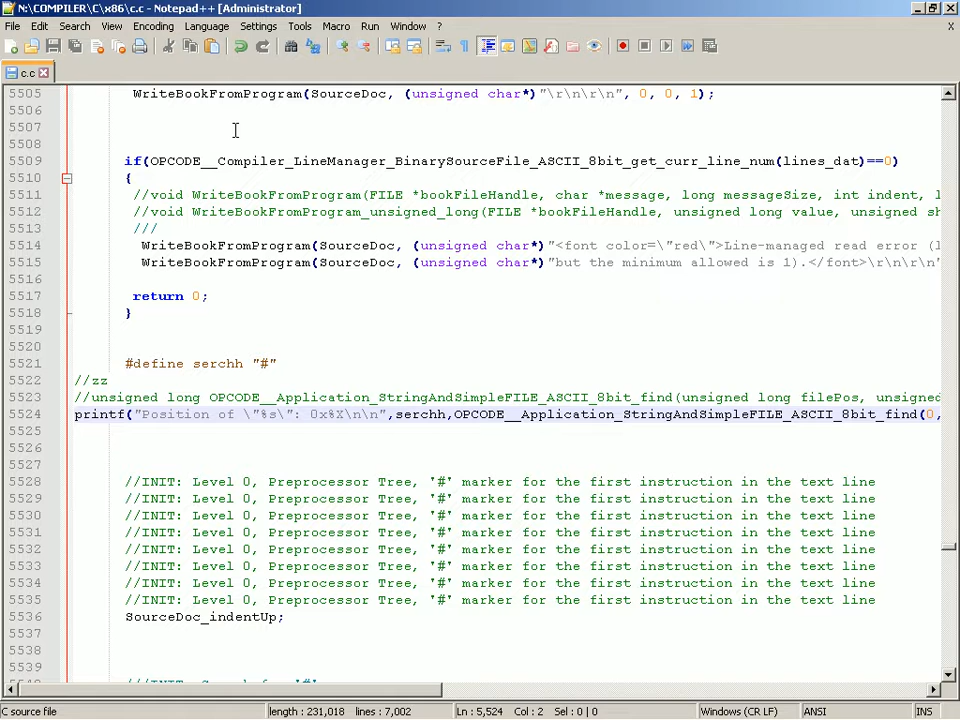 N:\COMPILER\C\x86\c.c - Notepad++ [Administrator]
File Edit Search View Encoding Language Settings Tools Macro Run Window ? X
c.c
5505 WriteBookFromProgram(SourceDoc, (unsigned char*)"\r\n\r\n", 0, 0, 1);
5506
5507
5508
5509 if(OPCODE__Compiler_LineManager_BinarySourceFile_ASCII_8bit_get_curr_line_num(lines_dat)==0)
5510 {
5511 //void WriteBookFromProgram(FILE *bookFileHandle, char *message, long messageSize, int indent, l
5512 //void WriteBookFromProgram_unsigned_long(FILE *bookFileHandle, unsigned long value, unsigned sh
5513 ///
5514 WriteBookFromProgram(SourceDoc, (unsigned char*)"<font color=\"red\">Line-managed read error (l
5515 WriteBookFromProgram(SourceDoc, (unsigned char*)"but the minimum allowed is 1).</font>\r\n\r\n"
5516
5517 return 0;
5518 }
5519
5520
5521 #define serchh "#"
5522 //zz
5523 //unsigned long OPCODE__Application_StringAndSimpleFILE_ASCII_8bit_find(unsigned long filePos, unsigned
5524 printf("Position of \"%s\": 0x%X\n\n",serchh,OPCODE__Application_StringAndSimpleFILE_ASCII_8bit_find(0,
5525
5526
5527
5528 //INIT: Level 0, Preprocessor Tree, '#' marker for the first instruction in the text line
5529 //INIT: Level 0, Preprocessor Tree, '#' marker for the first instruction in the text line
5530 //INIT: Level 0, Preprocessor Tree, '#' marker for the first instruction in the text line
5531 //INIT: Level 0, Preprocessor Tree, '#' marker for the first instruction in the text line
5532 //INIT: Level 0, Preprocessor Tree, '#' marker for the first instruction in the text line
5533 //INIT: Level 0, Preprocessor Tree, '#' marker for the first instruction in the text line
5534 //INIT: Level 0, Preprocessor Tree, '#' marker for the first instruction in the text line
5535 //INIT: Level 0, Preprocessor Tree, '#' marker for the first instruction in the text line
5536 SourceDoc_indentUp;
5537
5538
5539
C source file length : 231,018 lines : 7,002 Ln : 5,524 Col : 2 Sel : 0 | 0 Windows (CR LF) ANSI INS